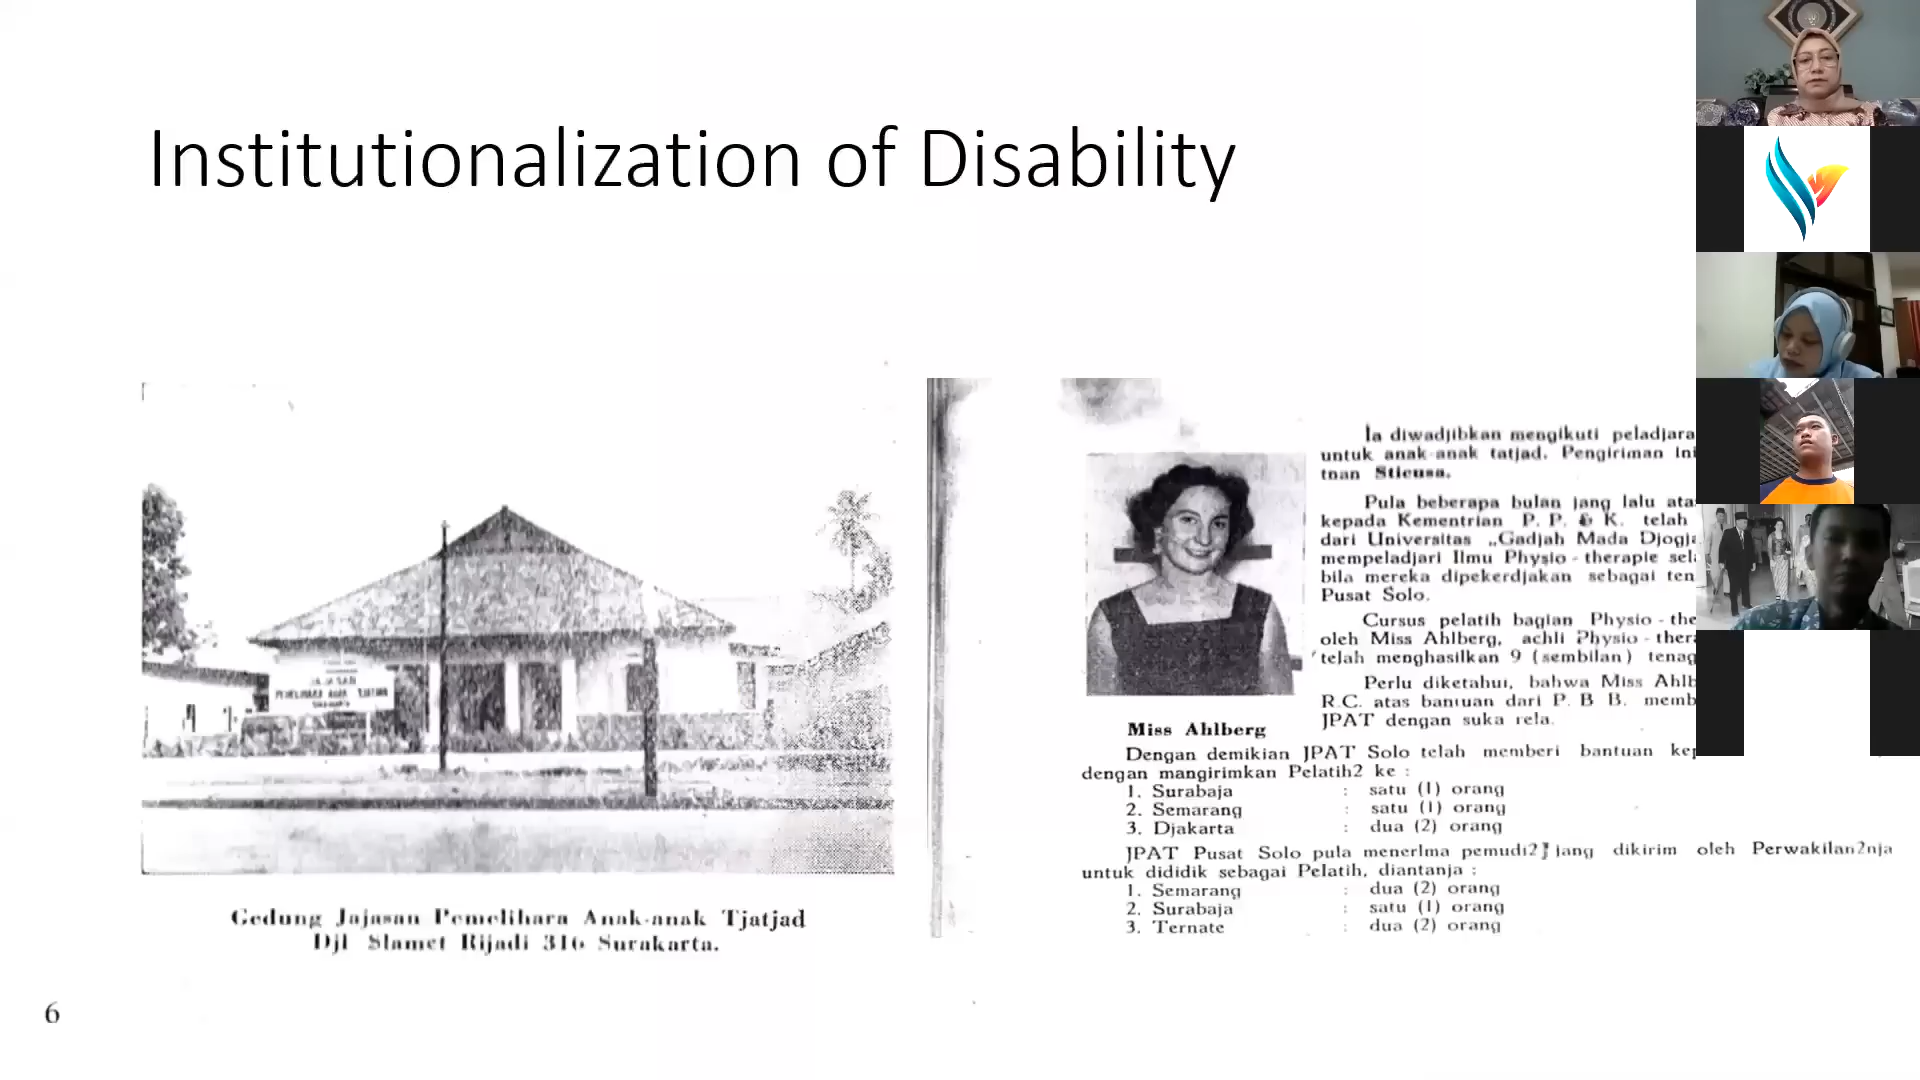 Institutionalization of Disability
PEMELIHARA ANAK TJATJAD
Gedung Jajasan Pemelihara Anak-anak Tjatjad
Djl Slamet Rijadi 316 Surakarta.
6
Ia diwadjibkan mengikuti peladjara
untuk anak-anak tatjad. Pengiriman ini
tuan Sticusa.
Pula beberapa bulan jang lalu ata
kepada Kementrian P. P. & K. telah
dari Universitas „Gadjah Mada Djogja
mempeladjari Ilmu Physio - therapie sel
bila mereka dipekerdjakan sebagai ten
Pusat Solo.
Cursus pelatih bagian Physio - the
oleh Miss Ahlberg, achli Physio - ther
telah menghasilkan 9 (sembilan) tenag
Perlu diketahui, bahwa Miss Ahlb
R.C. atas bantuan dari P. B B. memb
JPAT dengan suka rela.
Miss Ahlberg
Dengan demikian JPAT Solo telah memberi bantuan kep
dengan mangirimkan Pelatih2 ke :
1. Surabaja : satu (1) orang
2. Semarang : satu (1) orang
3. Djakarta : dua (2) orang
JPAT Pusat Solo pula menerima pemudi2 jang dikirim oleh Perwakilan2nja
untuk dididik sebagai Pelatih, diantanja :
1. Semarang : dua (2) orang
2. Surabaja : satu (1) orang
3. Ternate : dua (2) orang